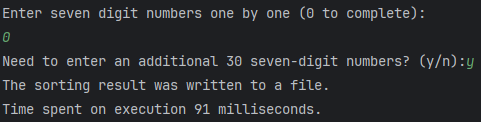 Enter seven digit numbers one by one (0 to complete):
0
Need to enter an additional 30 seven-digit numbers? (y/n):y
The sorting result was written to a file.
Time spent on execution 91 milliseconds.